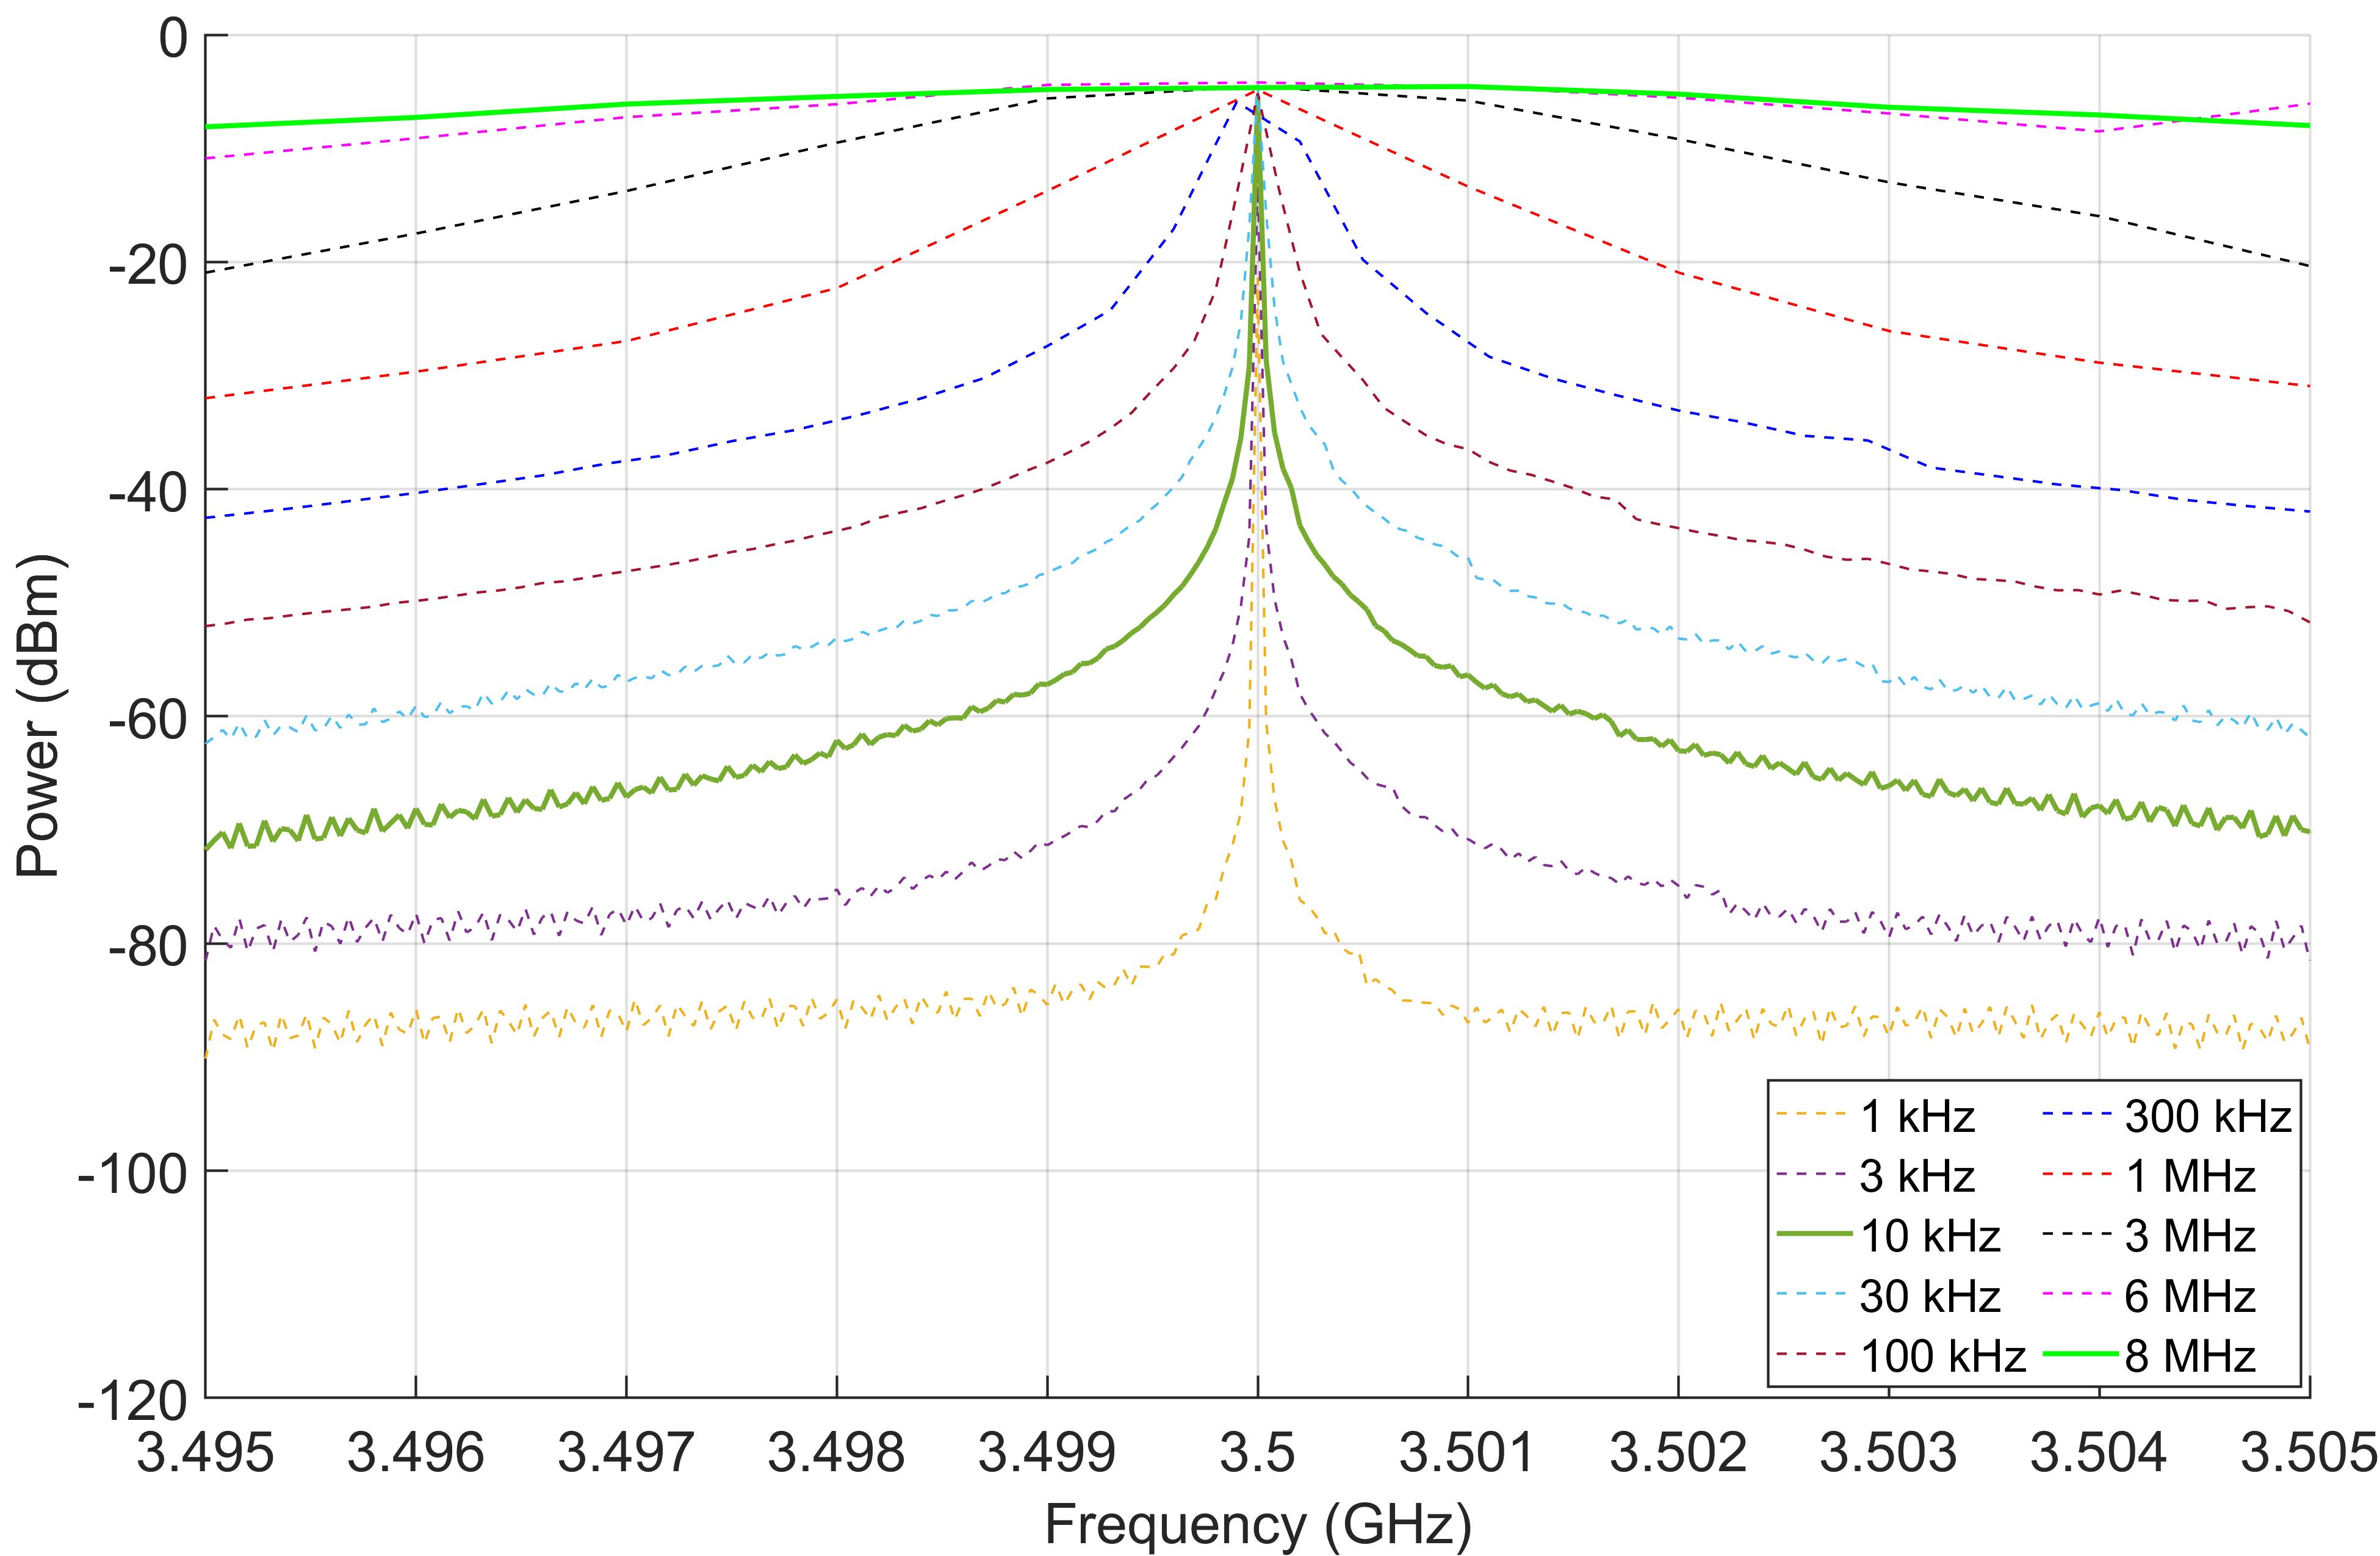 0
-20
-40
-60
-80
-100
-120
Power (dBm)
3.495 3.496 3.497 3.498 3.499 3.5 3.501 3.502 3.503 3.504 3.505
Frequency (GHz)
1 kHz
3 kHz
10 kHz
30 kHz
100 kHz
300 kHz
1 MHz
3 MHz
6 MHz
8 MHz